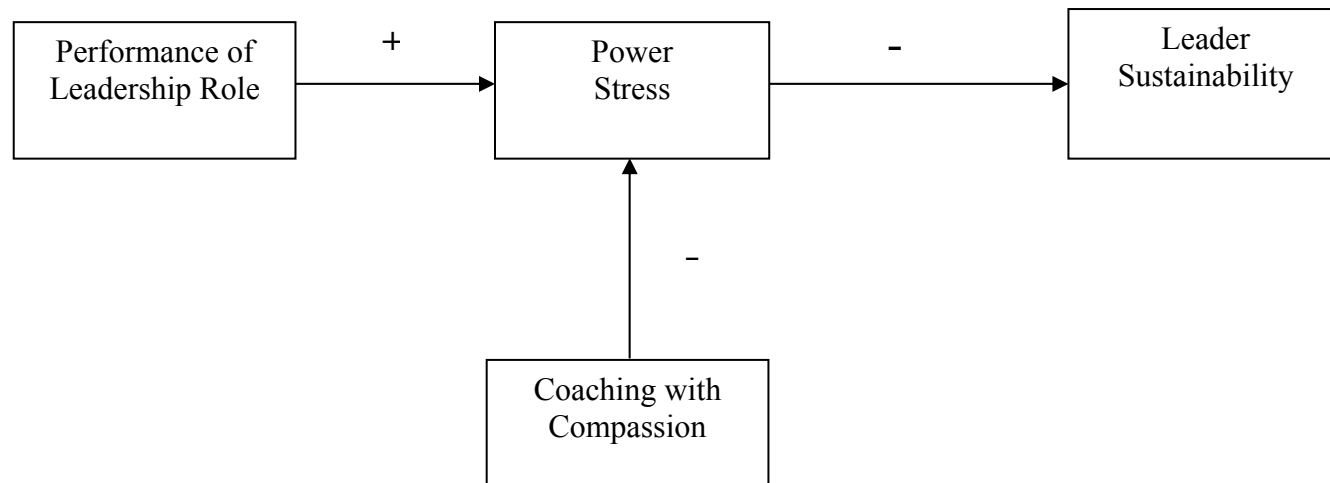 Performance of
Leadership Role
+
Power
Stress
-
Leader
Sustainability
-
Coaching with
Compassion